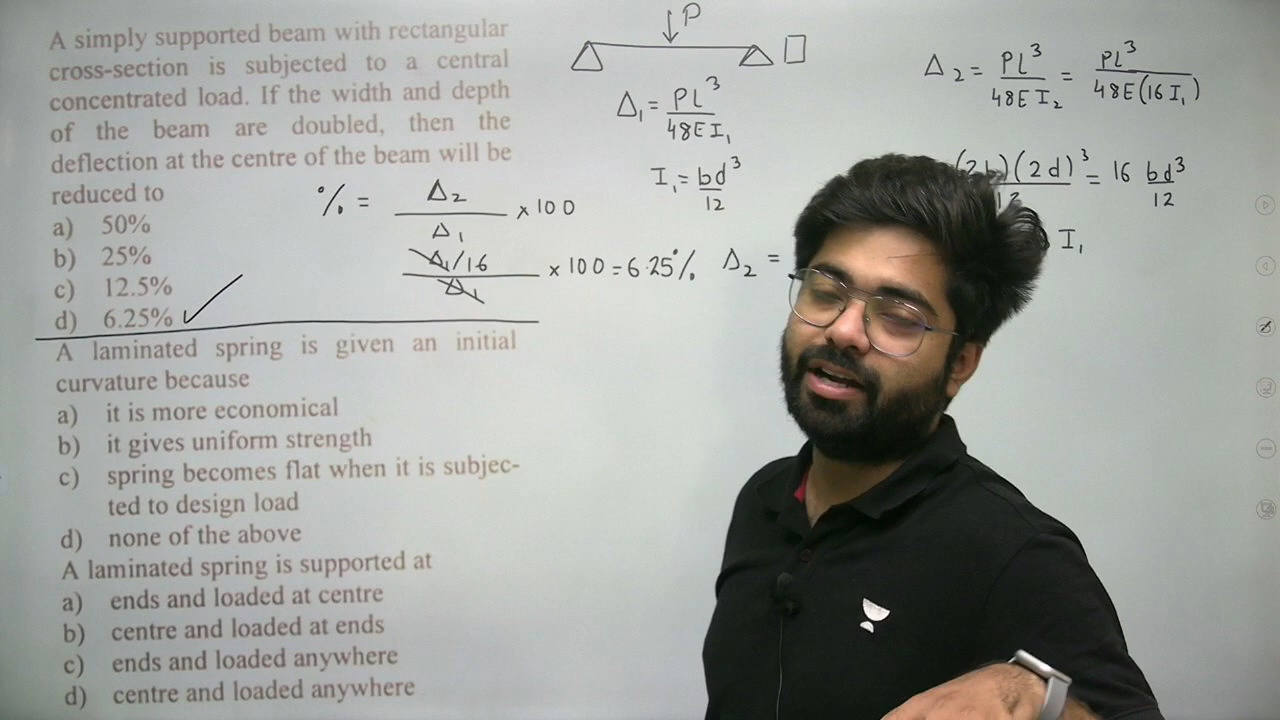 A simply supported beam with rectangular
cross-section is subjected to a central
concentrated load. If the width and depth
of the beam are doubled, then the
deflection at the centre of the beam will be
reduced to
a) 50%
b) 25%
c) 12.5%
d) 6.25%
A laminated spring is given an initial
curvature because
a) it is more economical
b) it gives uniform strength
c) spring becomes flat when it is subjec-
ted to design load
d) none of the above
A laminated spring is supported at
a) ends and loaded at centre
b) centre and loaded at ends
c) ends and loaded anywhere
d) centre and loaded anywhere
% = Δ2 / Δ1 × 100
Δ1/16 / Δ1 × 100 = 6.25%
P
Δ1 = PL³ / 48EI1
I1 = bd³ / 12
Δ2 = PL³ / 48EI2 = PL³ / 48E(16I1)
(2b)(2d)³ / 12 = 16 bd³ / 12
I1
Δ2 =